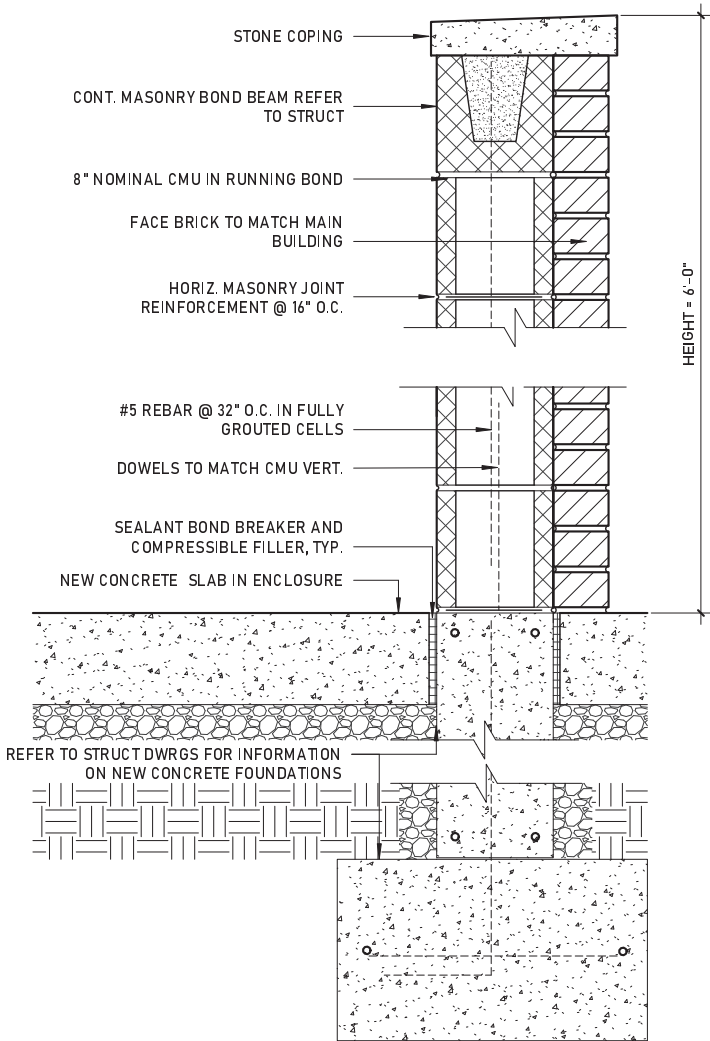 STONE COPING
CONT. MASONRY BOND BEAM REFER
TO STRUCT
8" NOMINAL CMU IN RUNNING BOND
FACE BRICK TO MATCH MAIN
BUILDING
HORIZ. MASONRY JOINT
REINFORCEMENT @ 16" O.C.
HEIGHT = 6'-0"
#5 REBAR @ 32" O.C. IN FULLY
GROUTED CELLS
DOWELS TO MATCH CMU VERT.
SEALANT BOND BREAKER AND
COMPRESSIBLE FILLER, TYP.
NEW CONCRETE SLAB IN ENCLOSURE
REFER TO STRUCT DWRGS FOR INFORMATION
ON NEW CONCRETE FOUNDATIONS